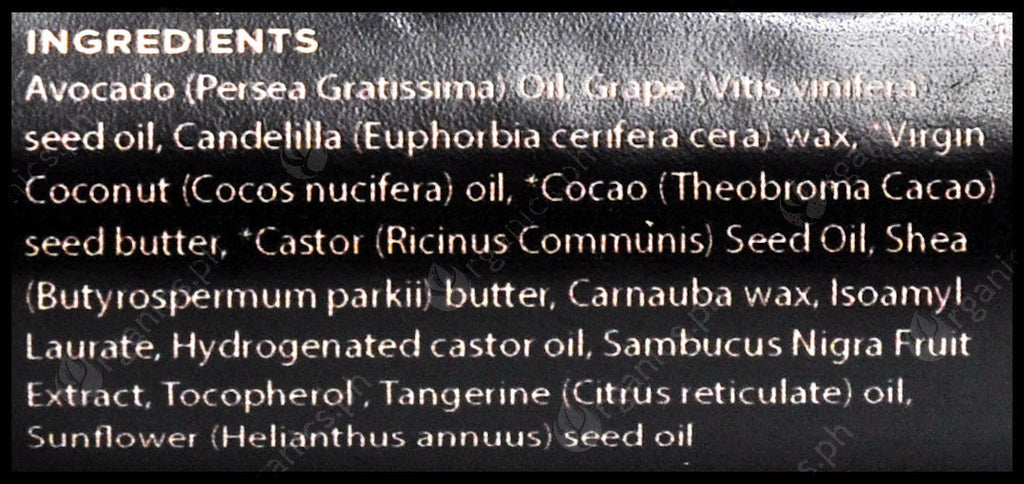 INGREDIENTS
Avocado (Persea Gratissima) Oil, Grape (Vitis vinifera)
seed oil, Candelilla (Euphorbia cerifera cera) wax, *Virgin
Coconut (Cocos nucifera) oil, *Cocao (Theobroma Cacao)
seed butter, *Castor (Ricinus Communis) Seed Oil, Shea
(Butyrospermum parkii) butter, Carnauba wax, Isoamyl
Laurate, Hydrogenated castor oil, Sambucus Nigra Fruit
Extract, Tocopherol, Tangerine (Citrus reticulate) oil,
Sunflower (Helianthus annuus) seed oil